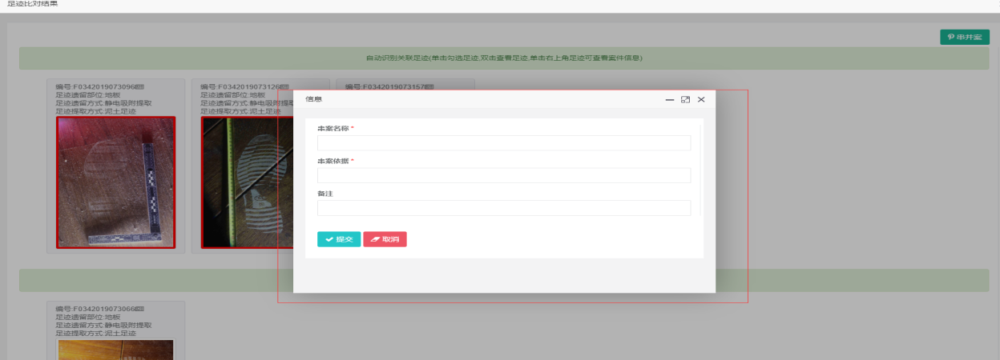 足迹比对结果
串并案
自动识别关联足迹(单击勾选足迹,双击查看足迹,单击右上角足迹可查看案件信息)
编号:F0342019073096
足迹遗留部位:地板
足迹遗留方式:静电吸附提取
足迹提取方式:泥土足迹
编号:F0342019073126
足迹遗留部位:地板
足迹遗留方式:静电吸附提取
足迹提取方式:泥土足迹
编号:F0342019073157
信息
串案名称 *
串案依据 *
备注
提交
取消
编号:F0342019073066
足迹遗留部位:地板
足迹遗留方式:静电吸附提取
足迹提取方式:泥土足迹